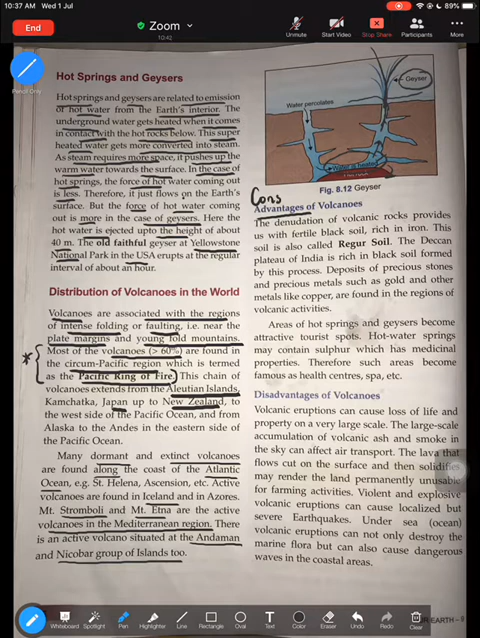 10:37 AM Wed 1 Jul
89%
End
Zoom
10:42
Unmute
Start Video
Stop Share
Participants
More
Pencil Only
Hot Springs and Geysers
Hot springs and geysers are related to emission
of hot water from the Earth's interior. The
underground water gets heated when it comes
in contact with the hot rocks below. This super
heated water gets more converted into steam.
As steam requires more space, it pushes up the
warm water towards the surface. In the case of
hot springs, the force of hot water coming out
is less. Therefore, it just flows on the Earth's
surface. But the force of hot water coming
out is more in the case of geysers. Here the
hot water is ejected upto the height of about
40 m. The old faithful geyser at Yellowstone
National Park in the USA erupts at the regular
interval of about an hour.
Distribution of Volcanoes in the World
Volcanoes are associated with the regions
of intense folding or faulting, i.e. near the
plate margins and young fold mountains.
Most of the volcanoes (> 60%) are found in
the circum-Pacific region which is termed
as the Pacific Ring of Fire. This chain of
volcanoes extends from the Aleutian Islands,
Kamchatka, Japan up to New Zealand, to
the west side of the Pacific Ocean, and from
Alaska to the Andes in the eastern side of
the Pacific Ocean.
Many dormant and extinct volcanoes
are found along the coast of the Atlantic
Ocean, e.g. St. Helena, Ascension, etc. Active
volcanoes are found in Iceland and in Azores.
Mt. Stromboli and Mt. Etna are the active
volcanoes in the Mediterranean region. There
is an active volcano situated at the Andaman
and Nicobar group of Islands too.
Geyser
Water percolates
Water is heated
Fig. 8.12 Geyser
Cons
Advantages of Volcanoes
The denudation of volcanic rocks provides
us with fertile black soil, rich in iron. This
soil is also called Regur Soil. The Deccan
plateau of India is rich in black soil formed
by this process. Deposits of precious stones
and precious metals such as gold and other
metals like copper, are found in the regions of
volcanic activities.
Areas of hot springs and geysers become
attractive tourist spots. Hot-water springs
may contain sulphur which has medicinal
properties. Therefore such areas become
famous as health centres, spa, etc.
Disadvantages of Volcanoes
Volcanic eruptions can cause loss of life and
property on a very large scale. The large-scale
accumulation of volcanic ash and smoke in
the sky can affect air transport. The lava that
flows out on the surface and then solidifies
may render the land permanently unusable
for farming activities. Violent and explosive
volcanic eruptions can cause localized but
severe Earthquakes. Under sea (ocean)
volcanic eruptions can not only destroy the
marine flora but can also cause dangerous
waves in the coastal areas.
Whiteboard
Spotlight
Pen
Highlighter
Line
Rectangle
Oval
Text
Color
Eraser
Undo
Redo
Clear